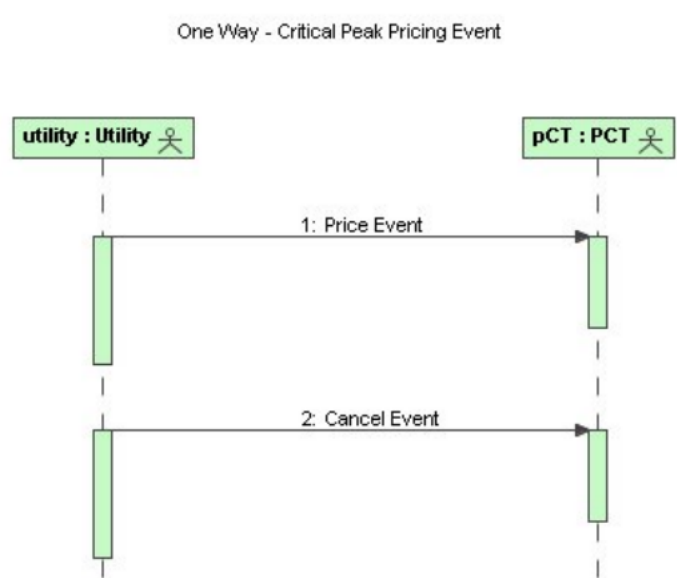 One Way - Critical Peak Pricing Event
utility : Utility
pCT : PCT
1: Price Event
2: Cancel Event